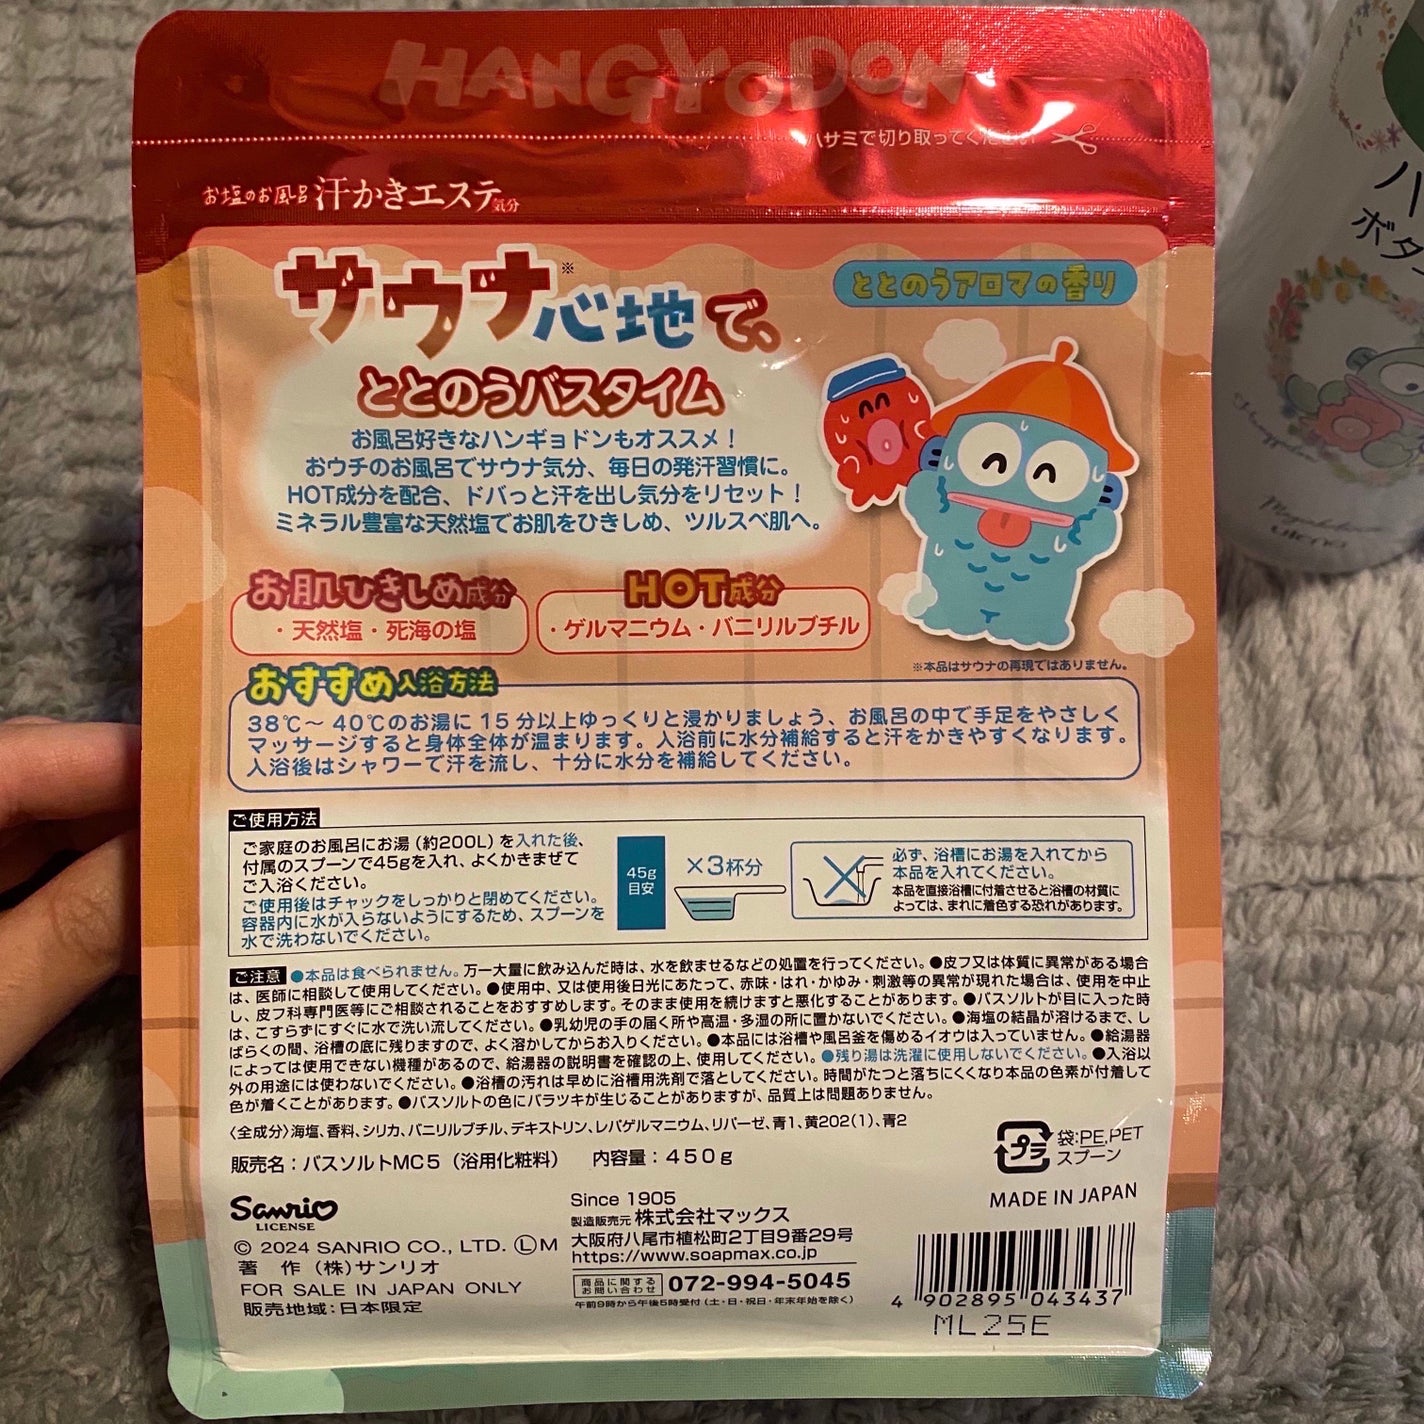 HANGYODON
ハサミで切り取ってください
お塩のお風呂 汗かきエステ気分
サウナ※心地で。
ととのうアロマの香り
ととのうバスタイム
お風呂好きなハンギョドンもオススメ！
おウチのお風呂でサウナ気分、毎日の発汗習慣に。
HOT成分を配合、ドバっと汗を出し気分をリセット！
ミネラル豊富な天然塩でお肌をひきしめ、ツルスベ肌へ。
お肌ひきしめ成分
・天然塩・死海の塩
HOT成分
・ゲルマニウム・バニリルブチル
※本品はサウナの再現ではありません。
おすすめ入浴方法
38℃～40℃のお湯に15分以上ゆっくりと浸かりましょう、お風呂の中で手足をやさしく
マッサージすると身体全体が温まります。入浴前に水分補給すると汗をかきやすくなります。
入浴後はシャワーで汗を流し、十分に水分を補給してください。
ご使用方法
ご家庭のお風呂にお湯（約200L）を入れた後、
付属のスプーンで45gを入れ、よくかきまぜて
ご入浴ください。
ご使用後はチャックをしっかりと閉めてください。
容器内に水が入らないようにするため、スプーンを
水で洗わないでください。
45g
目安
×3杯分
必ず、浴槽にお湯を入れてから
本品を入れてください。
本品を直接浴槽に付着させると浴槽の材質に
よっては、まれに着色する恐れがあります。
ご注意 ●本品は食べられません。万一大量に飲み込んだ時は、水を飲ませるなどの処置を行ってください。●皮フ又は体質に異常がある場合
は、医師に相談して使用してください。●使用中、又は使用後日光にあたって、赤味・はれ・かゆみ・刺激等の異常が現れた場合は、使用を中止
し、皮フ科専門医等にご相談されることをおすすめします。そのまま使用を続けますと悪化することがあります。●バスソルトが目に入った時
は、こすらずにすぐに水で洗い流してください。●乳幼児の手の届く所や高温・多湿の所に置かないでください。●海塩の結晶が溶けるまで、し
ばらくの間、浴槽の底に残りますので、よく溶かしてからお入りください。●本品には浴槽や風呂釜を傷めるイオウは入っていません。●給湯器
によっては使用できない機種があるので、給湯器の説明書を確認の上、使用してください。●残り湯は洗濯に使用しないでください。●入浴以
外の用途には使わないでください。●浴槽の汚れは早めに浴槽用洗剤で落としてください。時間がたつと落ちにくくなり本品の色素が付着して
色が着くことがあります。●バスソルトの色にバラツキが生じることがありますが、品質上は問題ありません。
〈全成分〉海塩、香料、シリカ、バニリルブチル、デキストリン、レパゲルマニウム、リパーゼ、青1、黄202(1)、青2
販売名：バスソルトMC5（浴用化粧料） 内容量：450g
プラ
袋:PE,PET
スプーン
MADE IN JAPAN
Sanrio
LICENSE
© 2024 SANRIO CO., LTD. Ⓛ M
著 作 (株)サンリオ
FOR SALE IN JAPAN ONLY
販売地域:日本限定
Since 1905
製造販売元 株式会社マックス
大阪府八尾市植松町2丁目9番29号
https://www.soapmax.co.jp
商品に関する
お問い合わせ 072-994-5045
午前9時から午後5時受付（土・日・祝日・年末年始を除く）
4 902895 043437
ML25E
ハ
ボタ